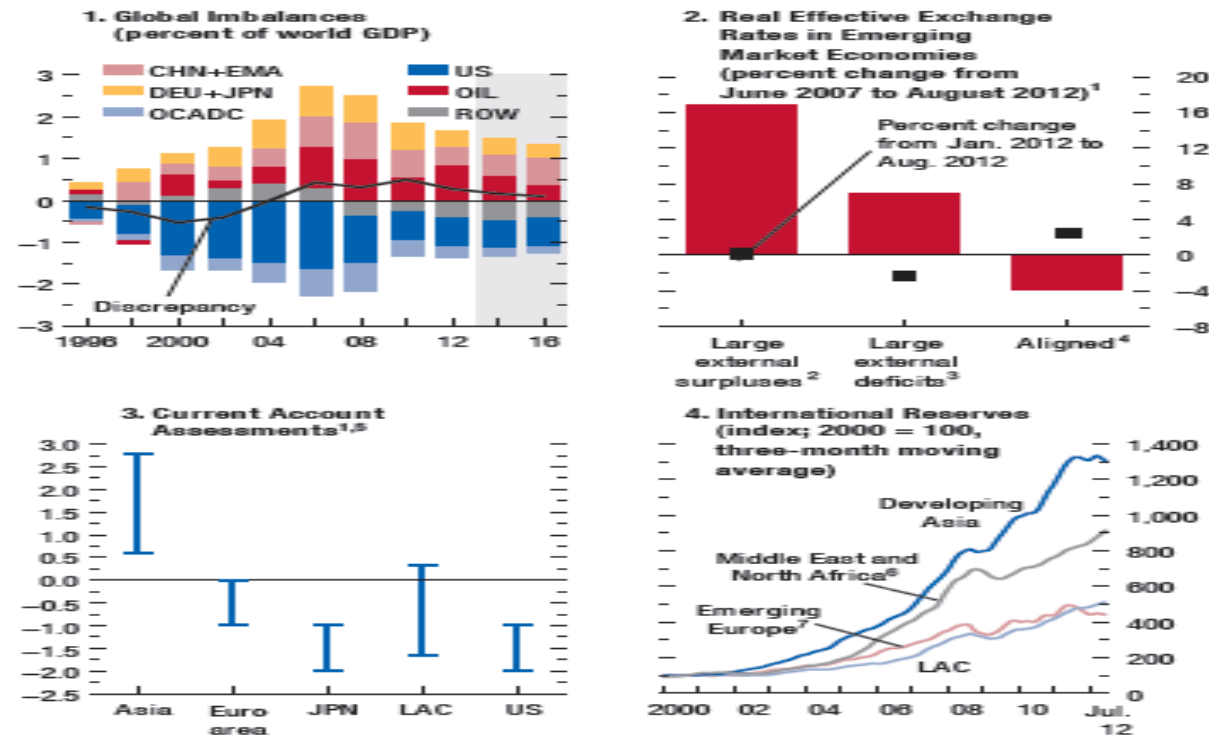 1. Global Imbalances
(percent of world GDP)
CHN+EMA
DEU+JPN
OCADC
US
OIL
ROW
3
2
1
0
–1
–2
–3
Discrepancy
1996 2000 04 08 12 16
2. Real Effective Exchange
Rates in Emerging
Market Economies
(percent change from
June 2007 to August 2012)¹
Percent change
from Jan. 2012 to
Aug. 2012
20
16
12
8
4
0
–4
–8
Large
external
surpluses²
Large
external
deficits³
Aligned⁴
3. Current Account
Assessments¹,⁵
3.0
2.5
2.0
1.5
1.0
0.5
0.0
–0.5
–1.0
–1.5
–2.0
–2.5
Asia
Euro
area
JPN
LAC
US
4. International Reserves
(index; 2000 = 100,
three-month moving
average)
Developing
Asia
Middle East and
North Africa⁶
Emerging
Europe⁷
LAC
1,400
1,200
1,000
800
600
400
200
0
2000 02 04 06 08 10 Jul.
12